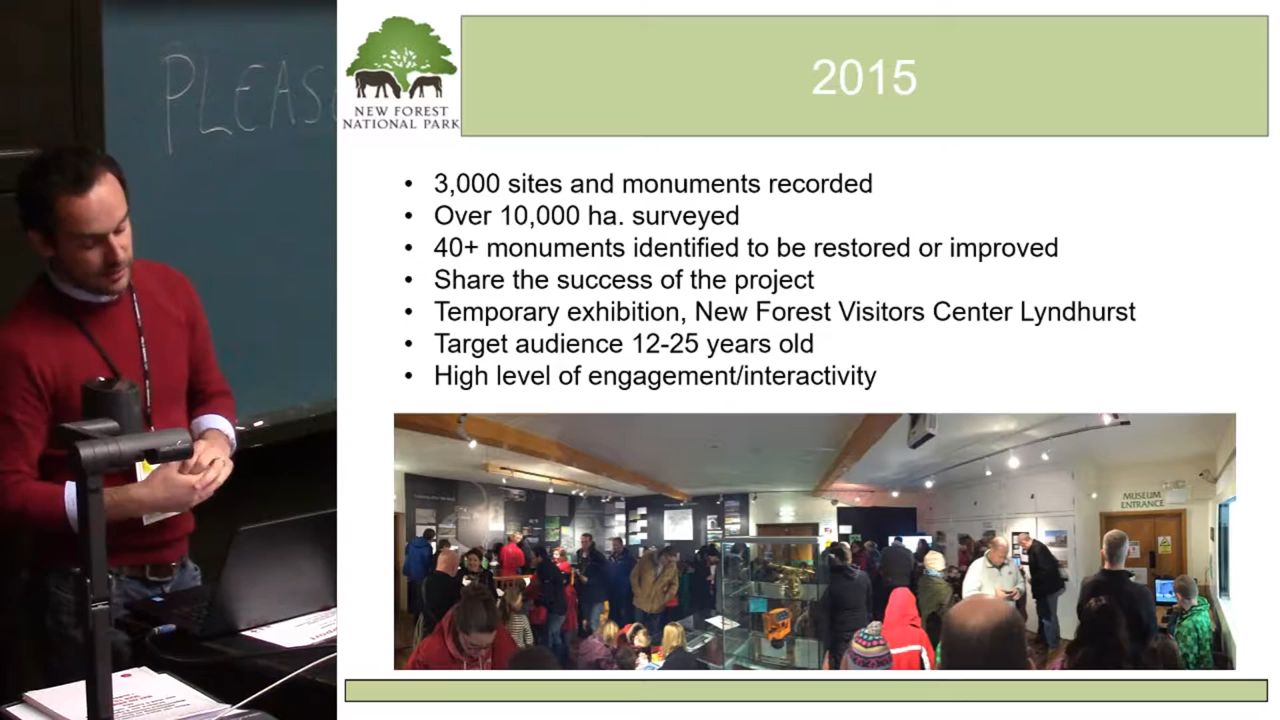 PLEAS
NEW FOREST
NATIONAL PARK
2015
• 3,000 sites and monuments recorded
• Over 10,000 ha. surveyed
• 40+ monuments identified to be restored or improved
• Share the success of the project
• Temporary exhibition, New Forest Visitors Center Lyndhurst
• Target audience 12-25 years old
• High level of engagement/interactivity
MUSEUM
ENTRANCE